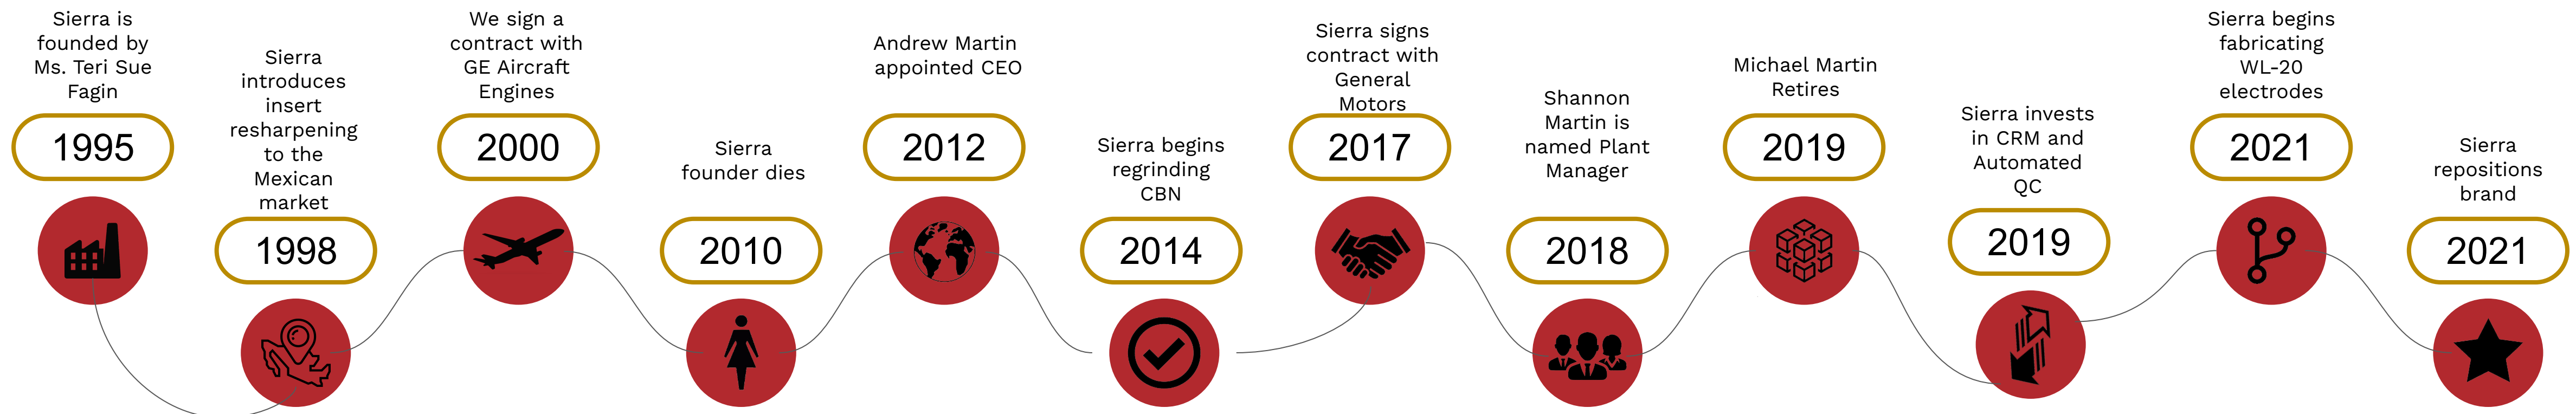 Sierra is
founded by
Ms. Teri Sue
Fagin
1995
Sierra
introduces
insert
resharpening
to the
Mexican
market
1998
We sign a
contract with
GE Aircraft
Engines
2000
Sierra
founder dies
2010
Andrew Martin
appointed CEO
2012
Sierra begins
regrinding
CBN
2014
Sierra signs
contract with
General
Motors
2017
Shannon
Martin is
named Plant
Manager
2018
Michael Martin
Retires
2019
Sierra invests
in CRM and
Automated
QC
2019
Sierra begins
fabricating
WL-20
electrodes
2021
Sierra
repositions
brand
2021